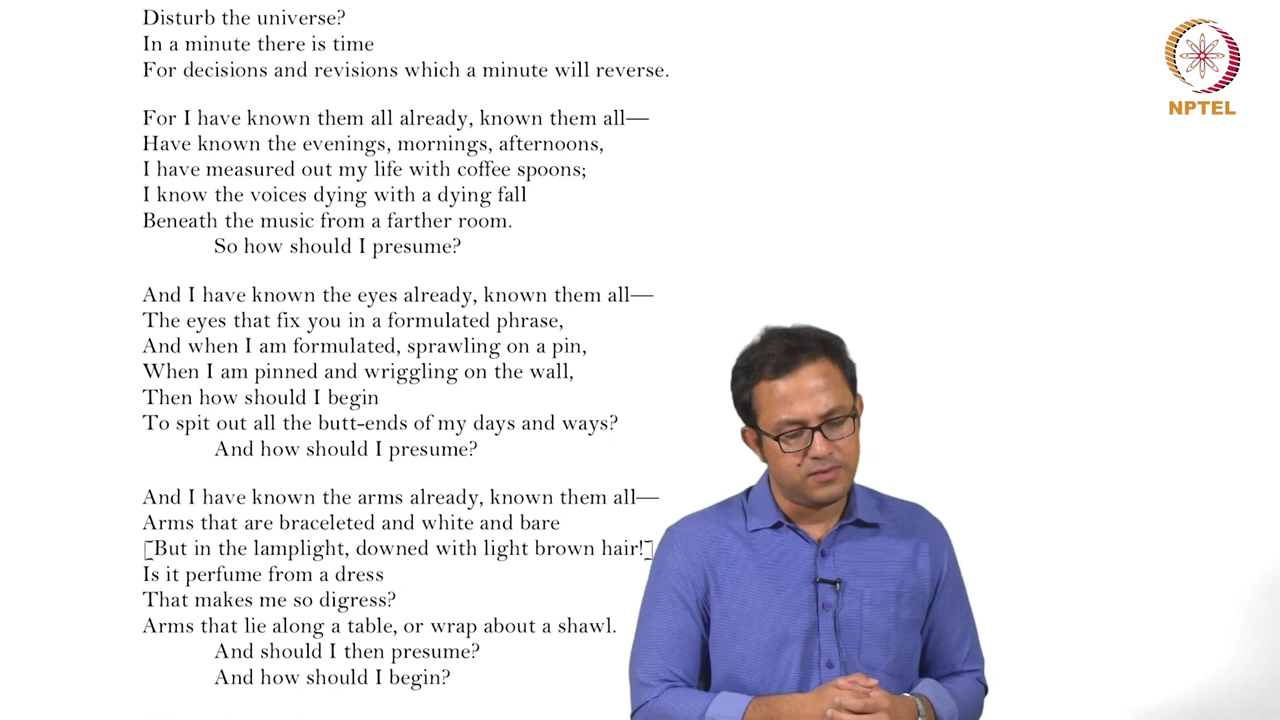 Disturb the universe?
In a minute there is time
For decisions and revisions which a minute will reverse.
For I have known them all already, known them all—
Have known the evenings, mornings, afternoons,
I have measured out my life with coffee spoons;
I know the voices dying with a dying fall
Beneath the music from a farther room.
So how should I presume?
And I have known the eyes already, known them all—
The eyes that fix you in a formulated phrase,
And when I am formulated, sprawling on a pin,
When I am pinned and wriggling on the wall,
Then how should I begin
To spit out all the butt-ends of my days and ways?
And how should I presume?
And I have known the arms already, known them all—
Arms that are braceleted and white and bare
[But in the lamplight, downed with light brown hair!]
Is it perfume from a dress
That makes me so digress?
Arms that lie along a table, or wrap about a shawl.
And should I then presume?
And how should I begin?
NPTEL